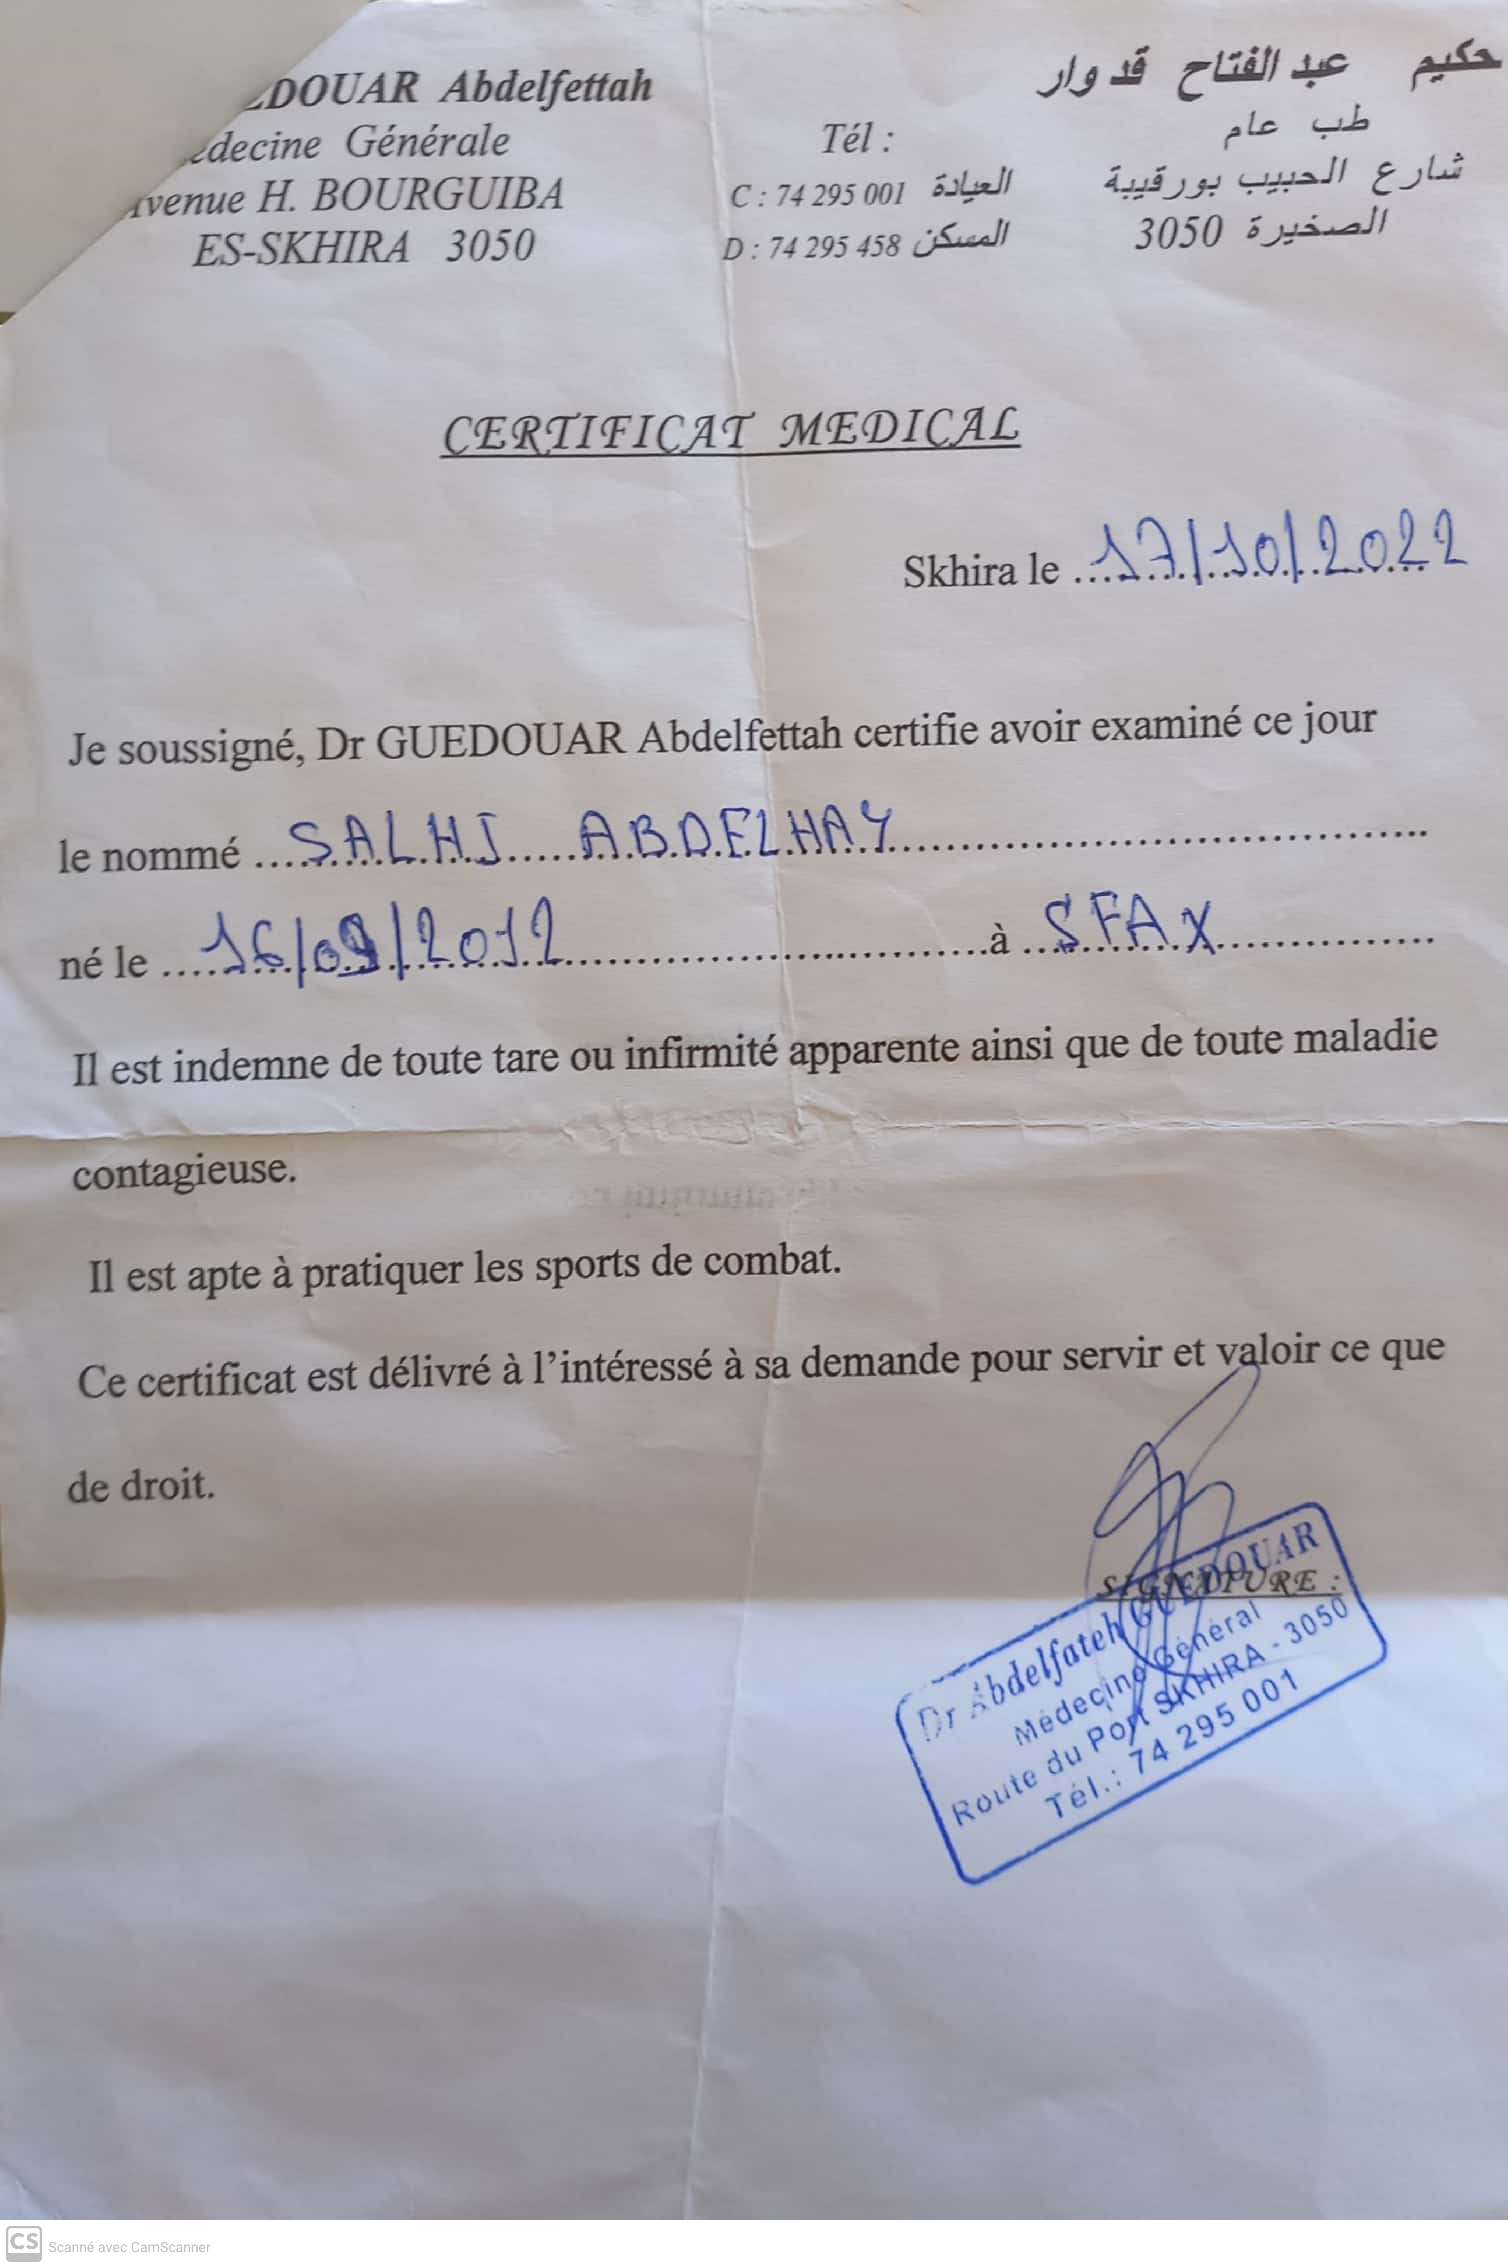 EDOUAR Abdelfettah
edecine Générale
Avenue H. BOURGUIBA
ES-SKHIRA 3050
Tél :
C : 74 295 001 العيادة
D : 74 295 458 المسكن
حكيم عبد الفتاح قدوار
طب عام
شارع الحبيب بورقيبة
الصخيرة 3050
CERTIFICAT MEDICAL
Skhira le ....17/10/2022
Je soussigné, Dr GUEDOUAR Abdelfettah certifie avoir examiné ce jour
le nommé ....SALHI ABDELHAY....
né le ....16/09/2012....à ....SFAX....
Il est indemne de toute tare ou infirmité apparente ainsi que de toute maladie
contagieuse.
Il est apte à pratiquer les sports de combat.
Ce certificat est délivré à l'intéressé à sa demande pour servir et valoir ce que
de droit.
SIGNATURE :
Dr Abdelfateh GUEDOUAR
Médecine Général
Route du Port SKHIRA - 3050
Tél.: 74 295 001
CS Scanné avec CamScanner